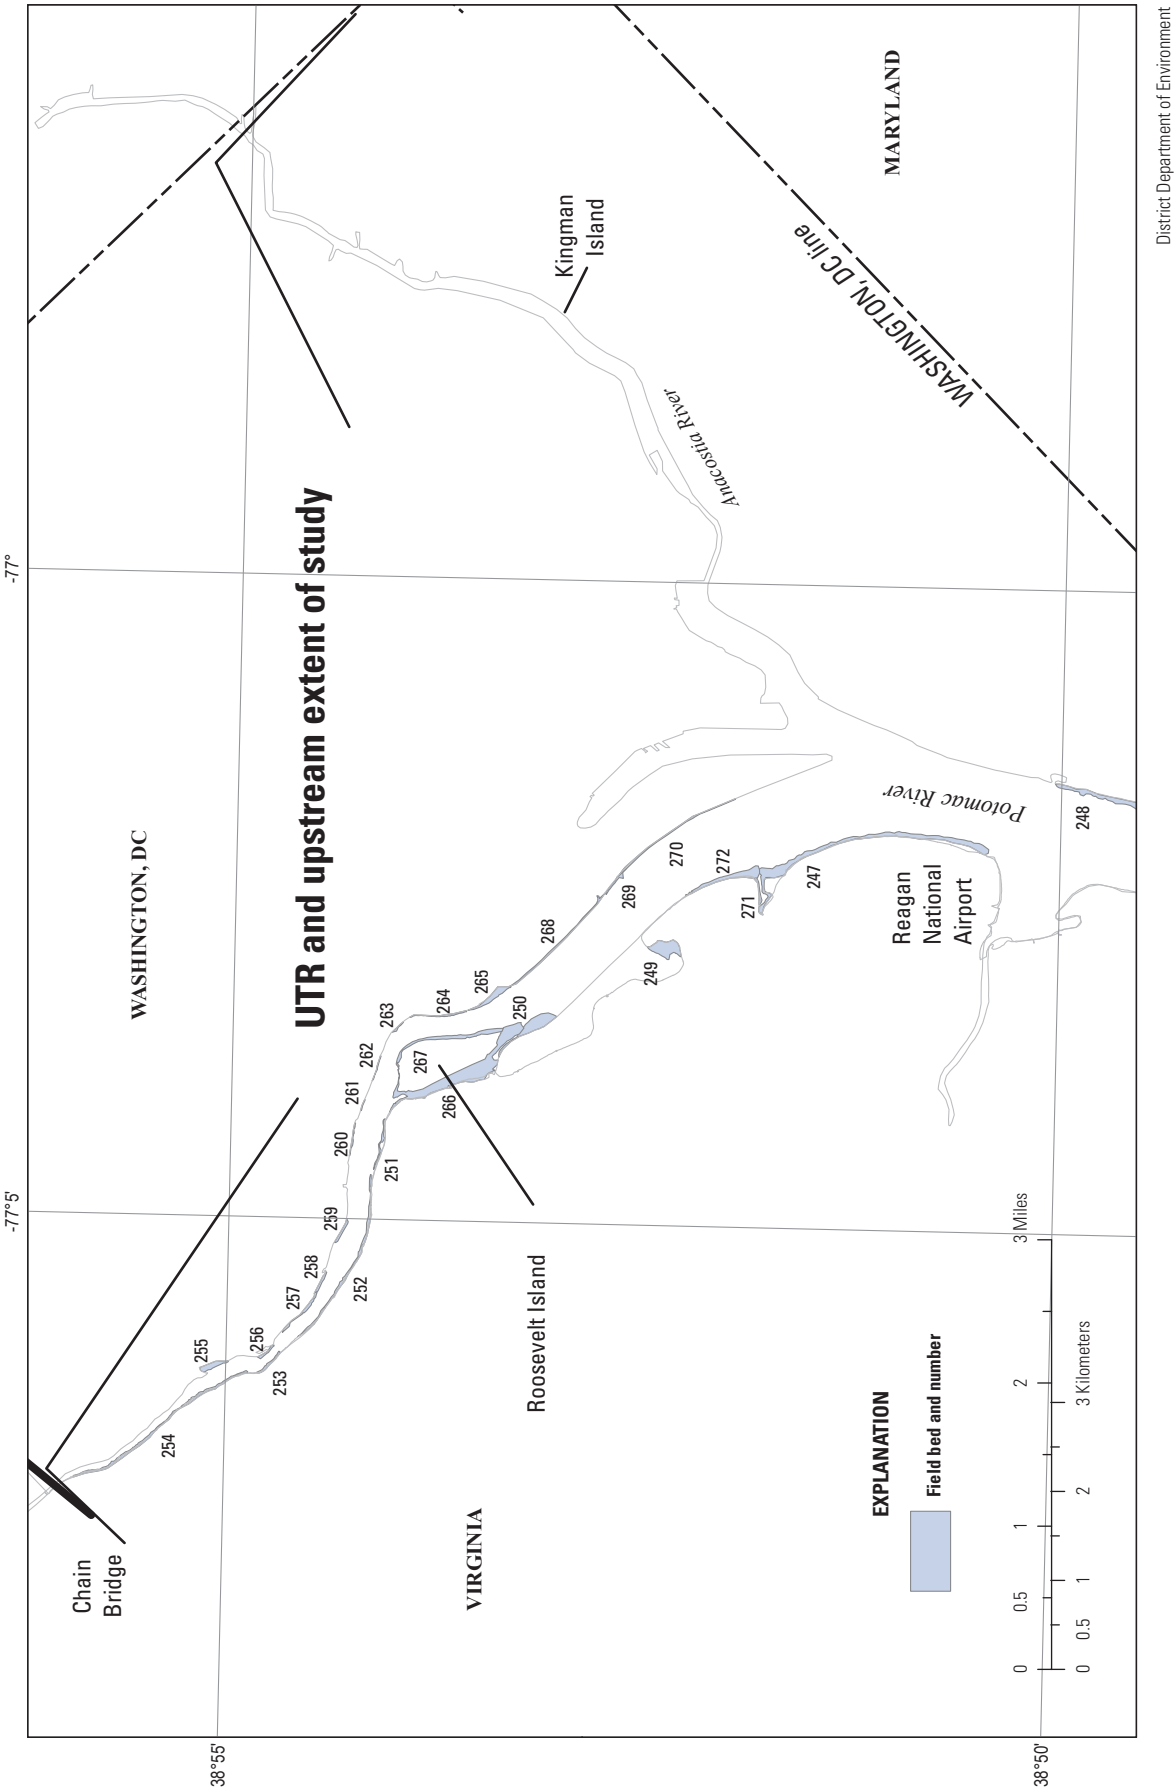 -77°5'
-77°
38°55'
38°50'
WASHINGTON, DC
UTR and upstream extent of study
Chain
Bridge
VIRGINIA
MARYLAND
WASHINGTON, DC line
Kingman
Island
Anacostia River
Potomac River
Roosevelt Island
Reagan
National
Airport
254
255
253
256
257
258
252
259
260
251
261
262
263
266
267
264
265
250
268
249
269
270
271
272
247
248
EXPLANATION
Field bed and number
0 0.5 1 2 3 Miles
0 0.5 1 2 3 Kilometers
District Department of Environment